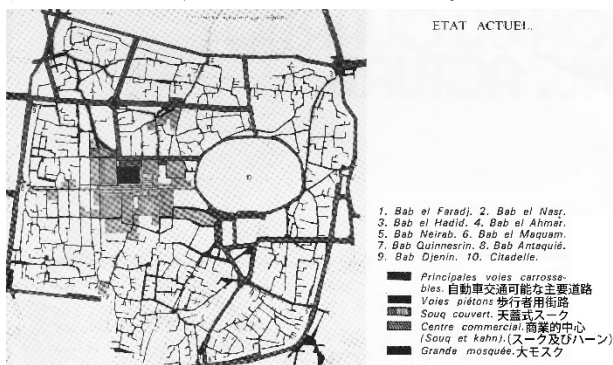 ETAT ACTUEL.
1. Bab el Faradj. 2. Bab el Nasr.
3. Bab el Hadid. 4. Bab el Ahmar.
5. Bab Neirab. 6. Bab el Maquam.
7. Bab Quinnesrin. 8. Bab Antaquié.
9. Bab Djenin. 10. Citadelle.
Principales voies carrossa-
bles. 自動車交通可能な主要道路
Voies piétons 歩行者用街路
Souq couvert. 天蓋式スーク
Centre commercial. 商業的中心
(Souq et kahn). (スーク及びハーン)
Grande mosquée. 大モスク